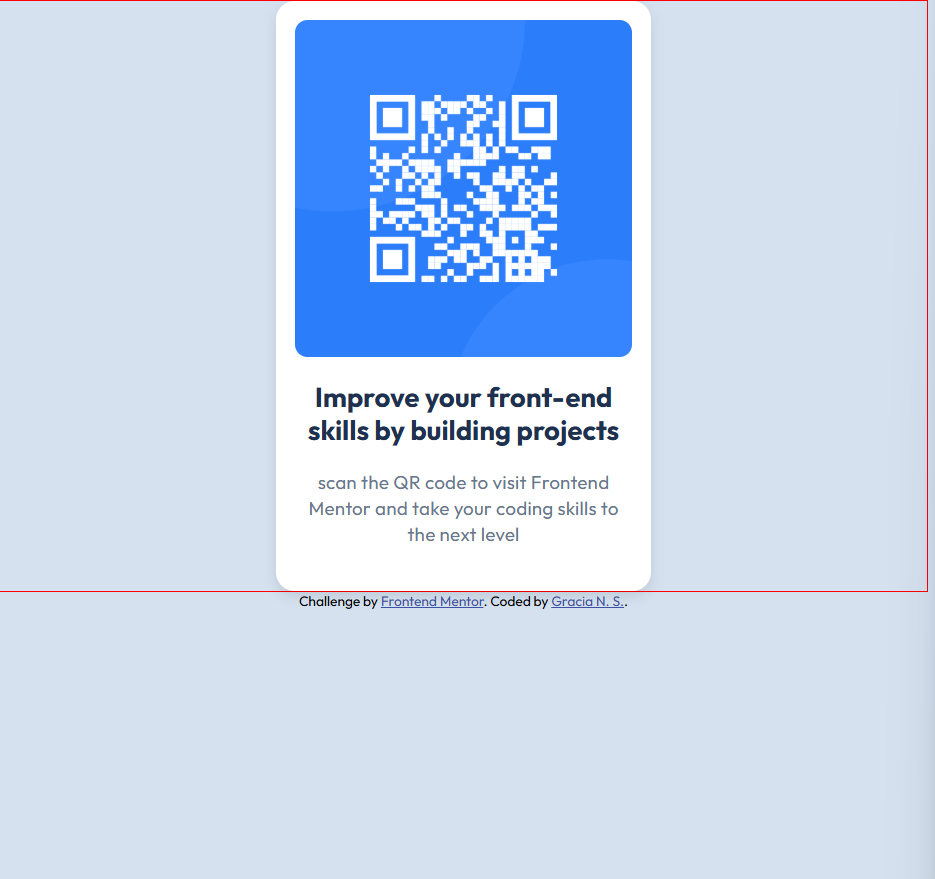 Improve your front-end
skills by building projects
scan the QR code to visit Frontend
Mentor and take your coding skills to
the next level
Challenge by Frontend Mentor. Coded by Gracia N. S..